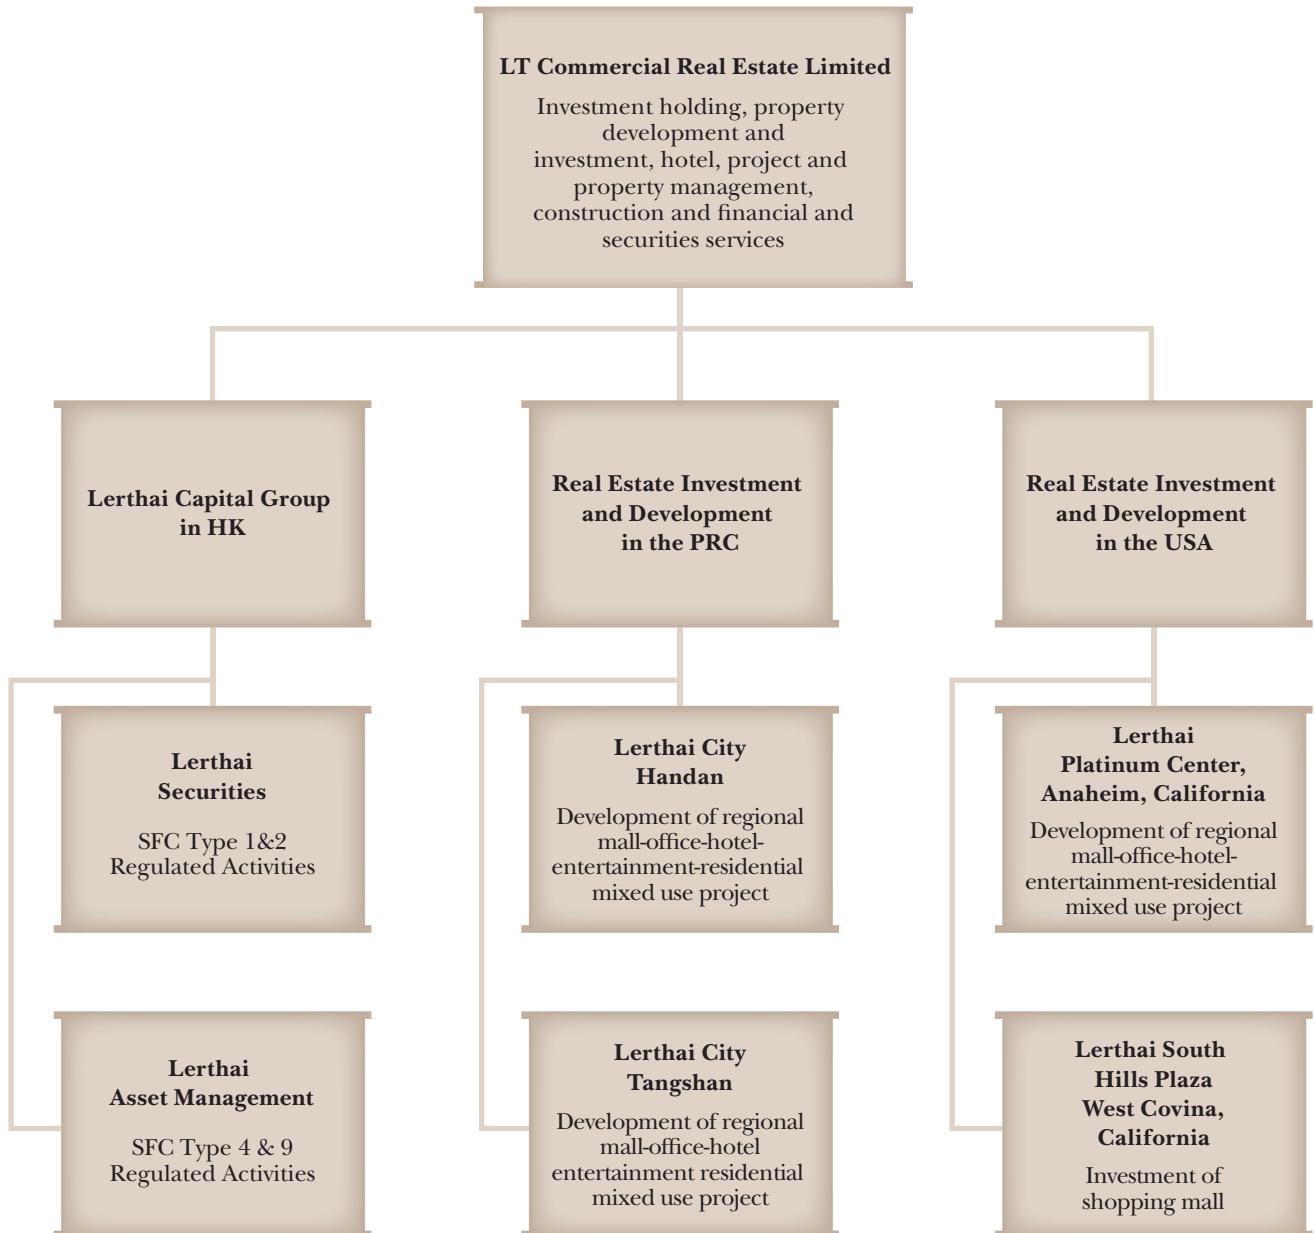 LT Commercial Real Estate Limited
Investment holding, property
development and
investment, hotel, project and
property management,
construction and financial and
securities services
Lerthai Capital Group
in HK
Real Estate Investment
and Development
in the PRC
Real Estate Investment
and Development
in the USA
Lerthai
Securities
SFC Type 1&2
Regulated Activities
Lerthai City
Handan
Development of regional
mall-office-hotel-
entertainment-residential
mixed use project
Lerthai
Platinum Center,
Anaheim, California
Development of regional
mall-office-hotel-
entertainment-residential
mixed use project
Lerthai
Asset Management
SFC Type 4 & 9
Regulated Activities
Lerthai City
Tangshan
Development of regional
mall-office-hotel
entertainment residential
mixed use project
Lerthai South
Hills Plaza
West Covina,
California
Investment of
shopping mall